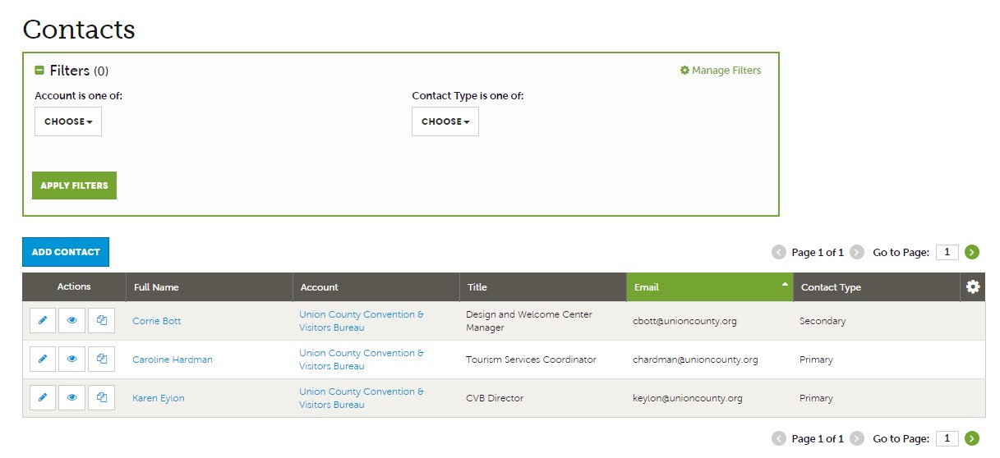 Contacts
Filters (0)
Manage Filters
Account is one of:
Contact Type is one of:
CHOOSE
CHOOSE
APPLY FILTERS
ADD CONTACT
Page 1 of 1
Go to Page: 1
Actions
Full Name
Account
Title
Email
Contact Type
Corrie Bott
Union County Convention &
Visitors Bureau
Design and Welcome Center
Manager
cbott@unioncounty.org
Secondary
Caroline Hardman
Union County Convention &
Visitors Bureau
Tourism Services Coordinator
chardman@unioncounty.org
Primary
Karen Eylon
Union County Convention &
Visitors Bureau
CVB Director
keylon@unioncounty.org
Primary
Page 1 of 1
Go to Page: 1